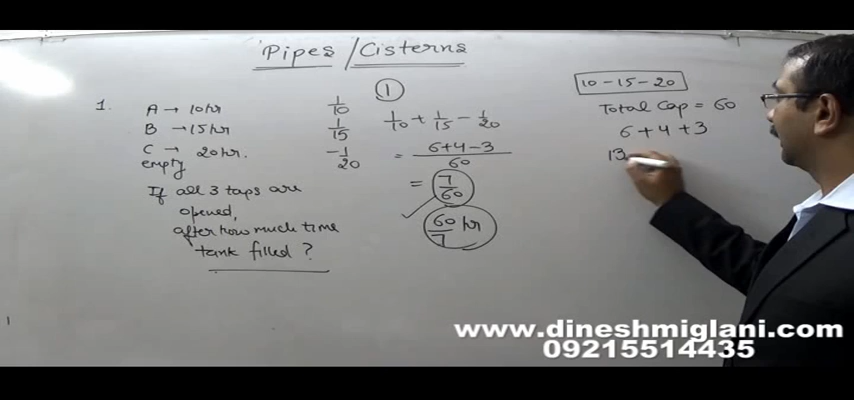 Pipes / Cisterns
1.
A → 10hr
B → 15hr
C → 20hr.
empty
If all 3 taps are
opened,
after how much time
tank filled ?
1/10
1/15
-1/20
1
1/10 + 1/15 - 1/20
= 6+4-3/60
= 7/60
60/7 hr
10-15-20
Total Cap = 60
6+4+3
13
www.dineshmiglani.com
09215514435